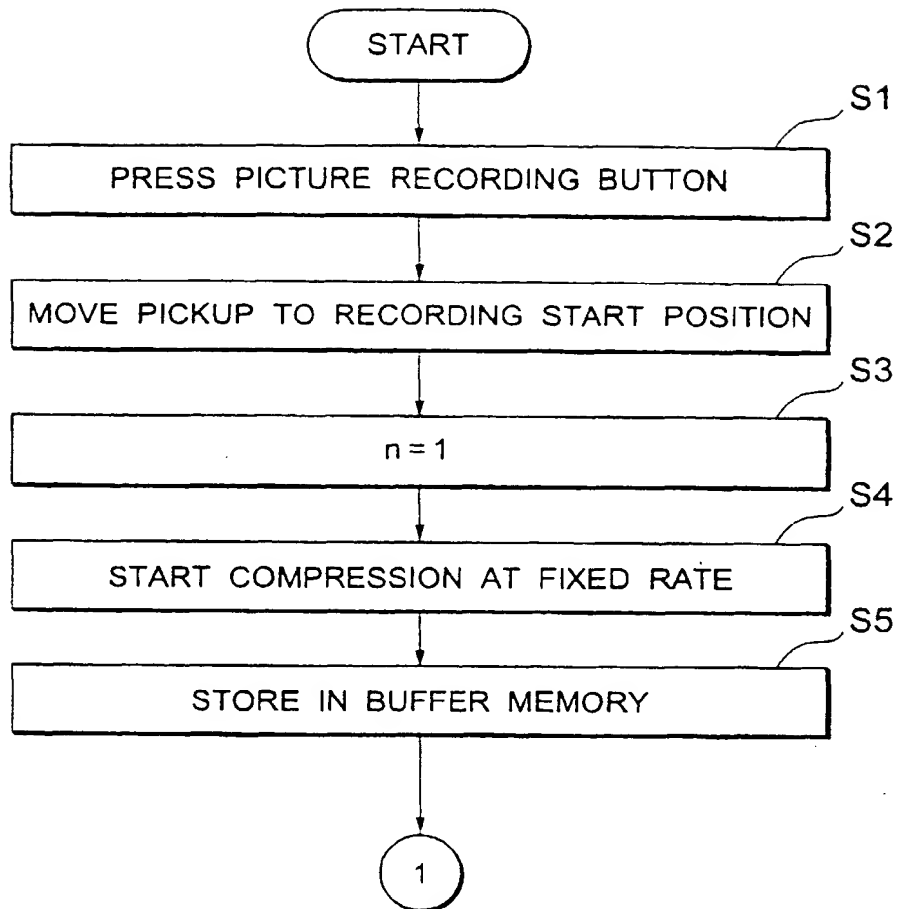 START
S1
PRESS PICTURE RECORDING BUTTON
S2
MOVE PICKUP TO RECORDING START POSITION
S3
n = 1
S4
START COMPRESSION AT FIXED RATE
S5
STORE IN BUFFER MEMORY
1